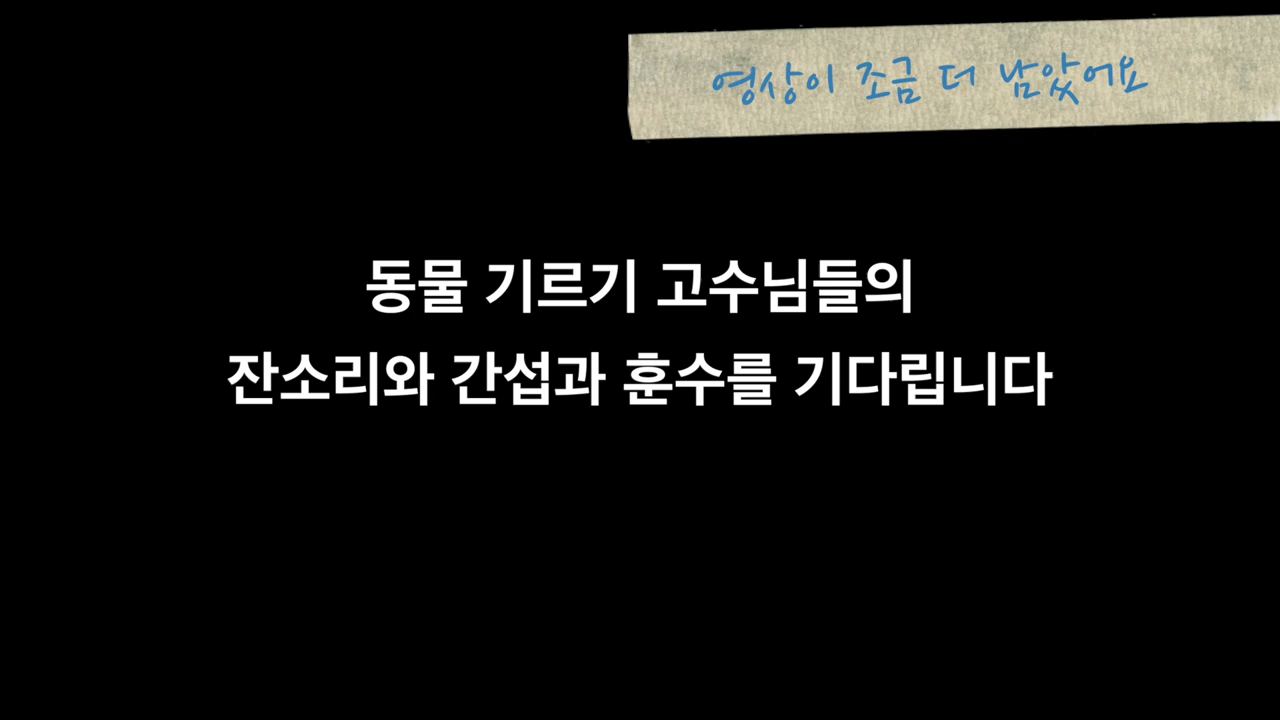 영상이 조금 더 남았어요
동물 기르기 고수님들의
잔소리와 간섭과 훈수를 기다립니다